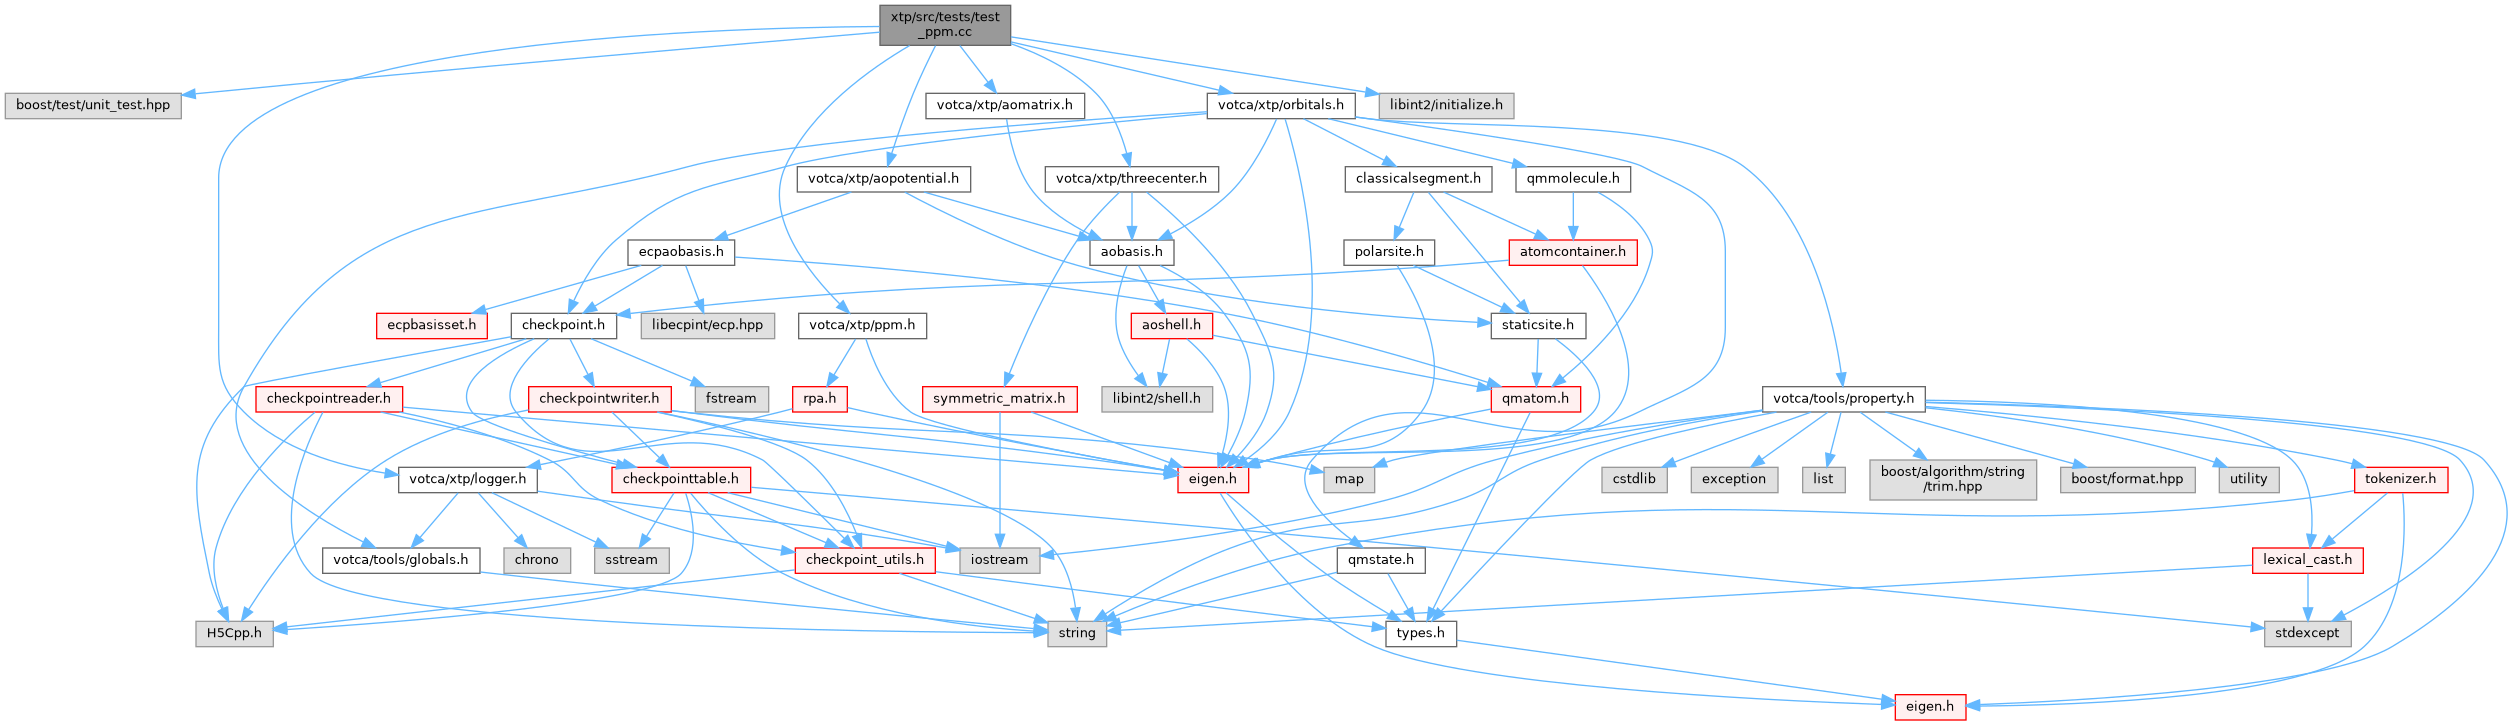 xtp/src/tests/test
_ppm.cc
boost/test/unit_test.hpp
votca/xtp/aomatrix.h
votca/xtp/orbitals.h
libint2/initialize.h
votca/xtp/aopotential.h
votca/xtp/threecenter.h
classicalsegment.h
qmmolecule.h
ecpaobasis.h
aobasis.h
polarsite.h
atomcontainer.h
ecpbasisset.h
checkpoint.h
libecpint/ecp.hpp
votca/xtp/ppm.h
aoshell.h
staticsite.h
checkpointreader.h
checkpointwriter.h
fstream
rpa.h
symmetric_matrix.h
libint2/shell.h
qmatom.h
votca/tools/property.h
votca/xtp/logger.h
checkpointtable.h
eigen.h
map
cstdlib
exception
list
boost/algorithm/string
/trim.hpp
boost/format.hpp
utility
tokenizer.h
votca/tools/globals.h
chrono
sstream
checkpoint_utils.h
iostream
qmstate.h
lexical_cast.h
H5Cpp.h
string
types.h
stdexcept
eigen.h